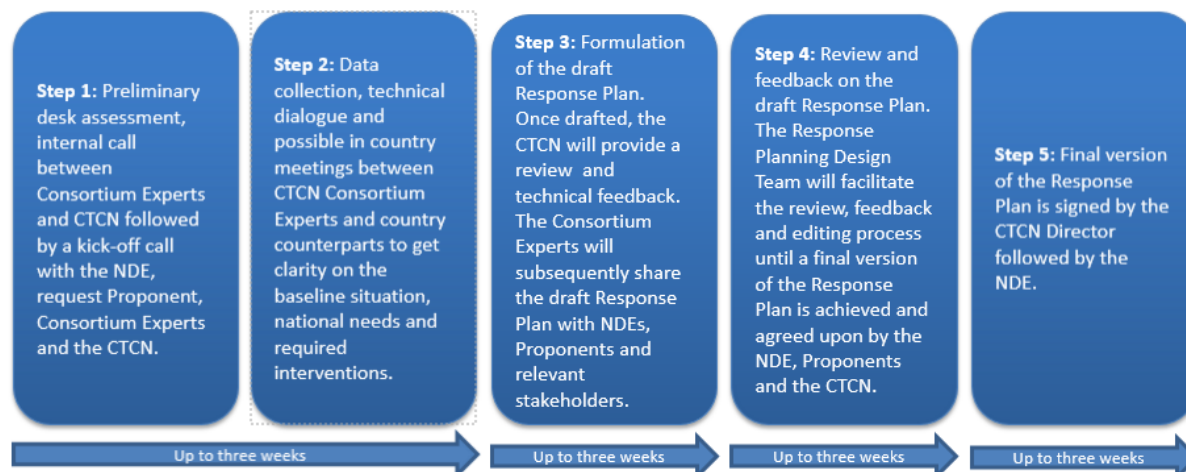 Step 1: Preliminary
desk assessment,
internal call
between
Consortium Experts
and CTCN followed
by a kick-off call
with the NDE,
request Proponent,
Consortium Experts
and the CTCN.
Step 2: Data
collection, technical
dialogue and
possible in country
meetings between
CTCN Consortium
Experts and country
counterparts to get
clarity on the
baseline situation,
national needs and
required
interventions.
Step 3: Formulation
of the draft
Response Plan.
Once drafted, the
CTCN will provide a
review and
technical feedback.
The Consortium
Experts will
subsequently share
the draft Response
Plan with NDEs,
Proponents and
relevant
stakeholders.
Step 4: Review and
feedback on the
draft Response Plan.
The Response
Planning Design
Team will facilitate
the review, feedback
and editing process
until a final version
of the Response
Plan is achieved and
agreed upon by the
NDE, Proponents
and the CTCN.
Step 5: Final version
of the Response
Plan is signed by the
CTCN Director
followed by the
NDE.
Up to three weeks
Up to three weeks
Up to three weeks
Up to three weeks